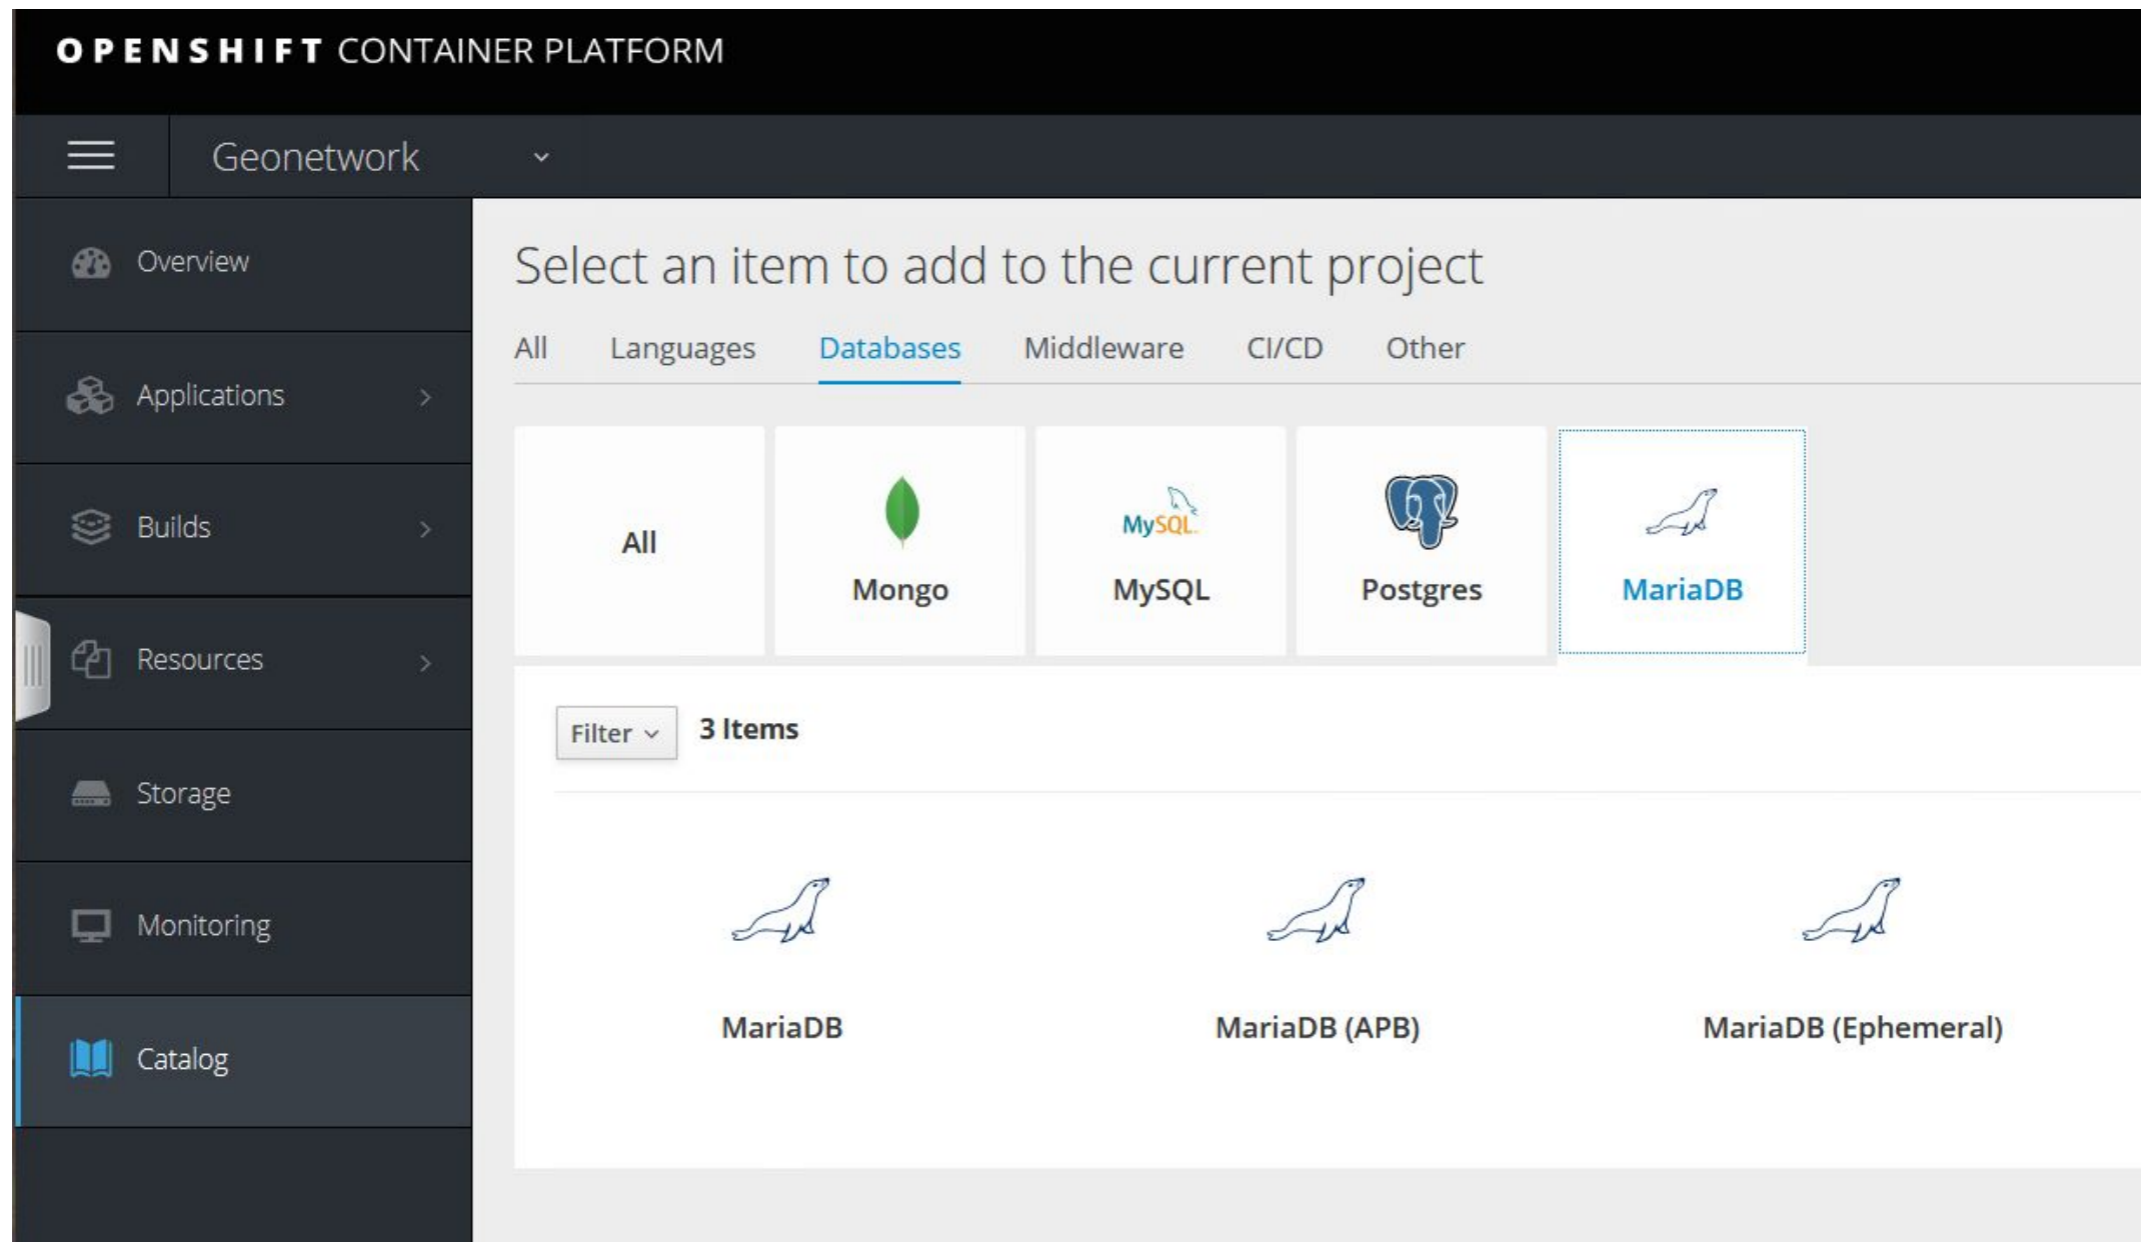 OPENSHIFT CONTAINER PLATFORM
Geonetwork
Overview
Applications
Builds
Resources
Storage
Monitoring
Catalog
Select an item to add to the current project
All Languages Databases Middleware CI/CD Other
All
Mongo
MySQL
MySQL
Postgres
MariaDB
Filter 3 Items
MariaDB
MariaDB (APB)
MariaDB (Ephemeral)